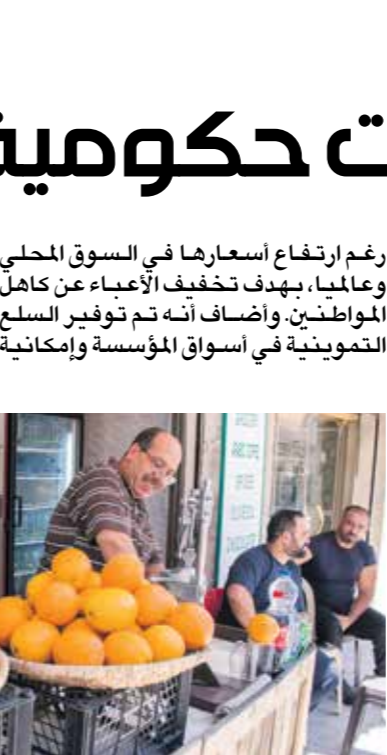 ت حكومية
رغم ارتفاع أسعارها في السوق المحلي
وعالميا، بهدف تخفيف الأعباء عن كاهل
المواطنين. وأضاف أنه تم توفير السلع
التموينية في أسواق المؤسسة وإمكانية